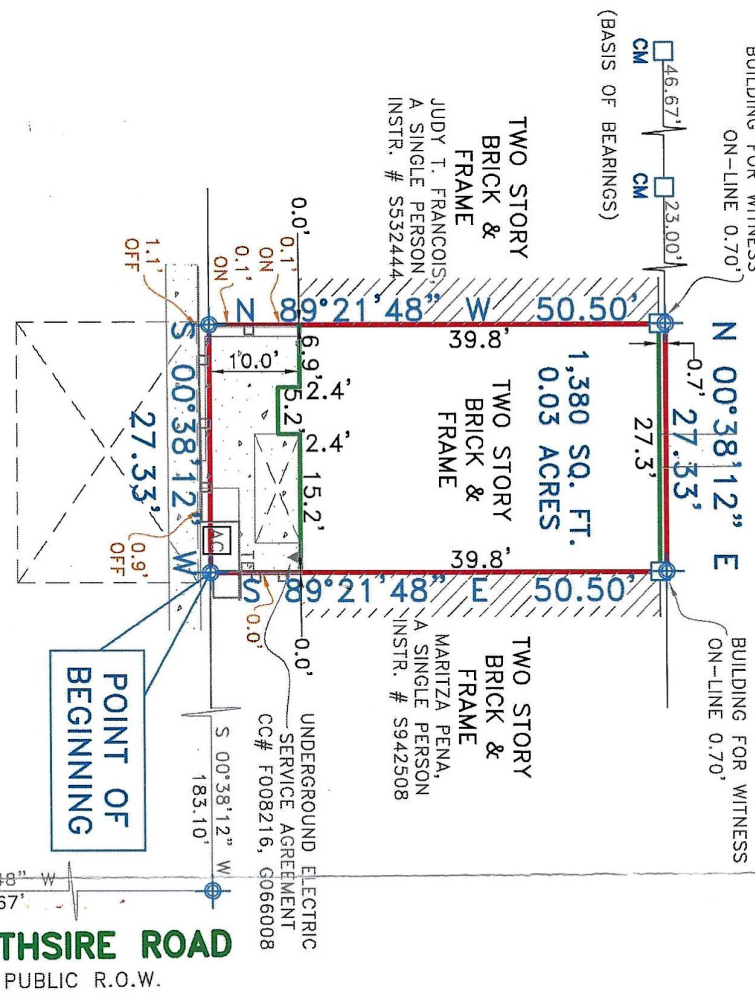 BUILDING FOR WITNESS
ON-LINE 0.70'
N 00°38'12" E
27.33'
BUILDING FOR WITNESS
ON-LINE 0.70'
46.67'
23.00'
CM
CM
(BASIS OF BEARINGS)
0.7'
27.3'
TWO STORY
BRICK &
FRAME
JUDY T. FRANCOIS,
A SINGLE PERSON
INSTR. # S532444
N 89°21'48" W 50.50'
39.8'
1,380 SQ. FT.
0.03 ACRES
TWO STORY
BRICK &
FRAME
39.8'
S 89°21'48" E 50.50'
TWO STORY
BRICK &
FRAME
MARITZA PENA,
A SINGLE PERSON
INSTR. # S942508
0.0'
0.1'
ON
0.1'
ON
1.1'
OFF
6.9'
2.4'
5.2'
2.4'
15.2'
10.0'
0.0'
0.0'
UNDERGROUND ELECTRIC
SERVICE AGREEMENT
CC# F008216, G066008
AC
0.9'
OFF
S 00°38'12" W
27.33'
POINT OF
BEGINNING
S 00°38'12" W
183.10'
48" W
67'
THSIRE ROAD
PUBLIC R.O.W.